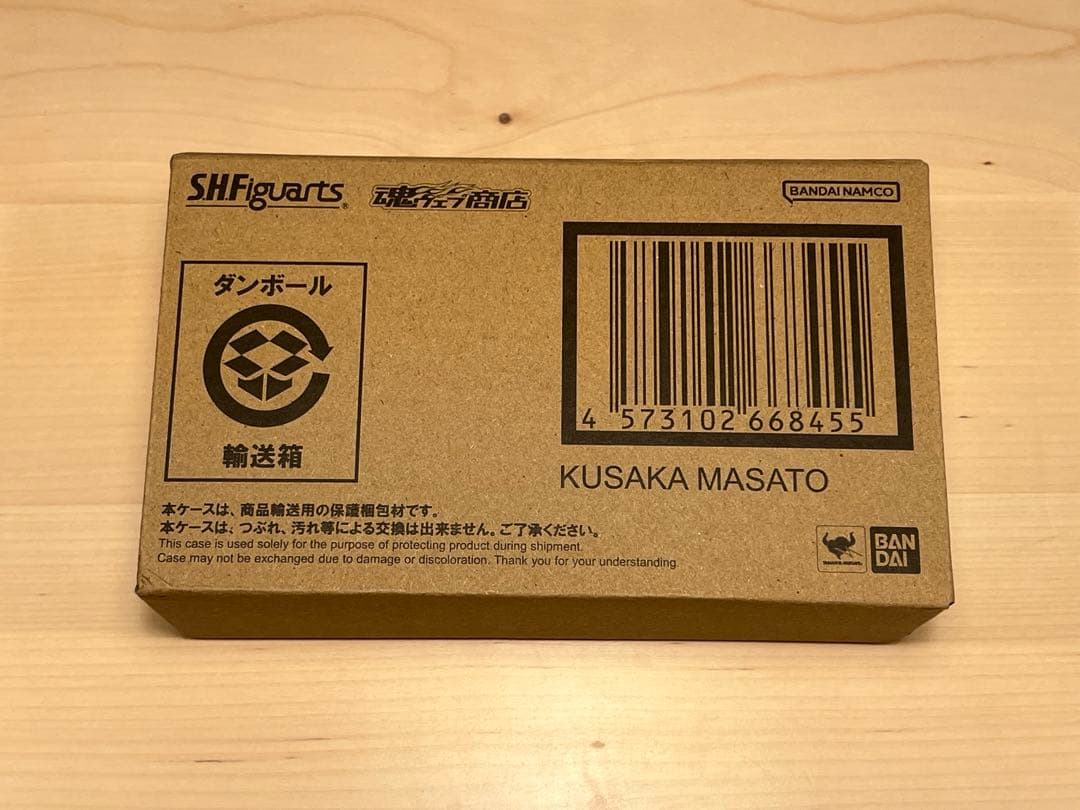 S.H.Figuarts®
魂ウェブ商店
BANDAI NAMCO
ダンボール
輸送箱
4 573102 668455
KUSAKA MASATO
本ケースは、商品輸送用の保護梱包材です。
本ケースは、つぶれ、汚れ等による交換は出来ません。ご了承ください。
This case is used solely for the purpose of protecting product during shipment.
Case may not be exchanged due to damage or discoloration. Thank you for your understanding.
BAN
DAI